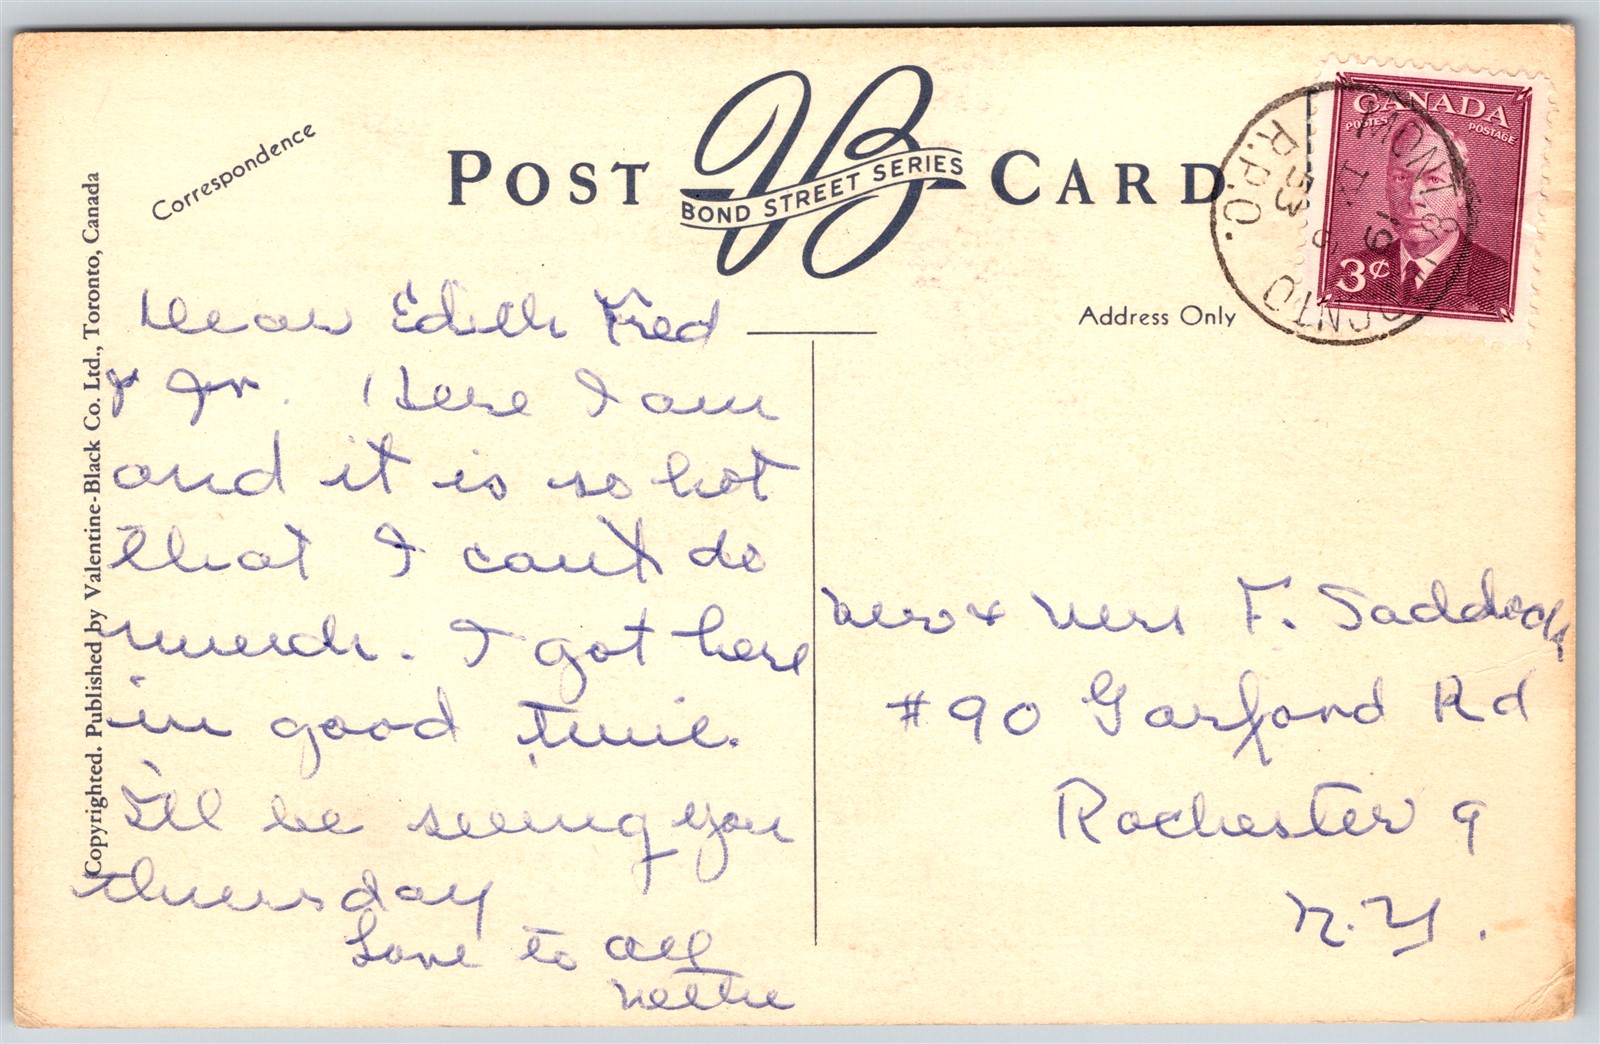 Correspondence
POST CARD
BOND STREET SERIES
Address Only
CANADA
POSTES POSTAGE
3¢
R.P.O.
53
19
Copyrighted. Published by Valentine-Black Co. Ltd., Toronto, Canada
Dear Edith Fred
& Jr. Here I am
and it is so hot
that I can't do
much. I got here
in good time.
I'll be seeing you
thursday
Love to all
Nettie
Mr & Mrs F. Saddock
#90 Garford Rd
Rochester 9
N.Y.